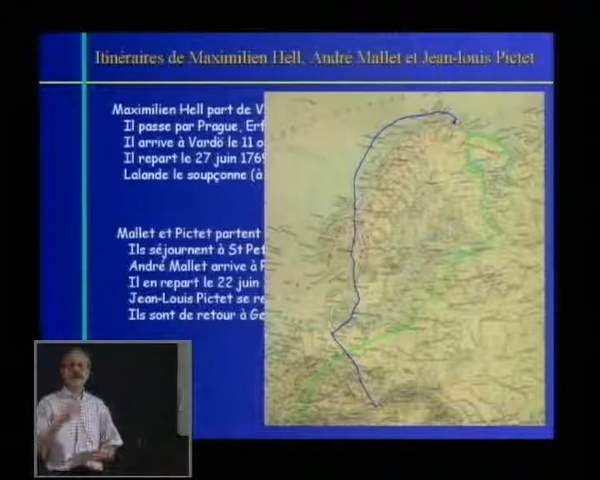 Itinéraires de Maximilien Hell, André Mallet et Jean-louis Pictet
Maximilien Hell part de V
Il passe par Prague, Erf
Il arrive à Vardö le 11 o
Il repart le 27 juin 1769
Lalande le soupçonne (à
Mallet et Pictet partent
Ils séjournent à St Pet
André Mallet arrive à P
Il en repart le 22 juin
Jean-Louis Pictet se re
Ils sont de retour à Ge